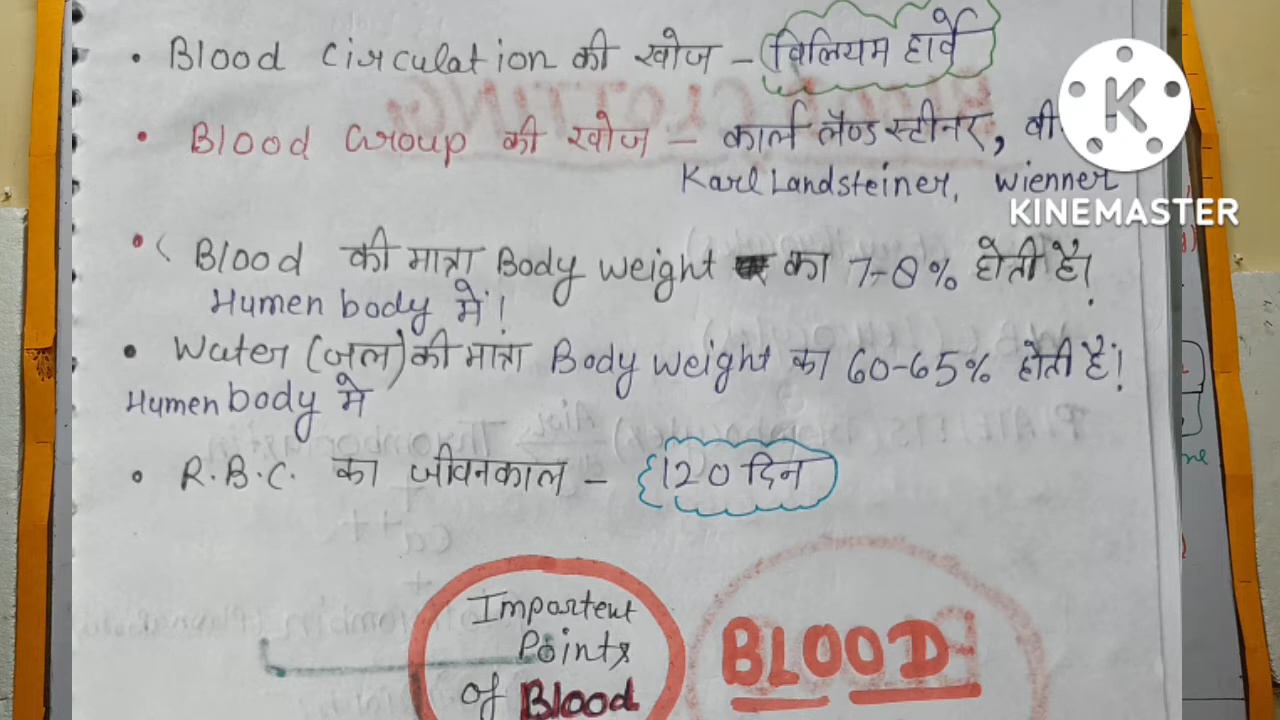 • Blood Circulation की खोज – विलियम हार्वे
• Blood Group की खोज – कार्ल लॅण्डस्टीनर,
Karl Landsteiner, Wienner
KINEMASTER
• Blood की मात्रा Body weight का 7-8% होती है।
Humen body में।
• Water (जल) की मात्रा Body weight का 60-65% होती है।
Humen body मे
• R.B.C. का जीवनकाल – 120 दिन
Importent
Points
of Blood
BLOOD